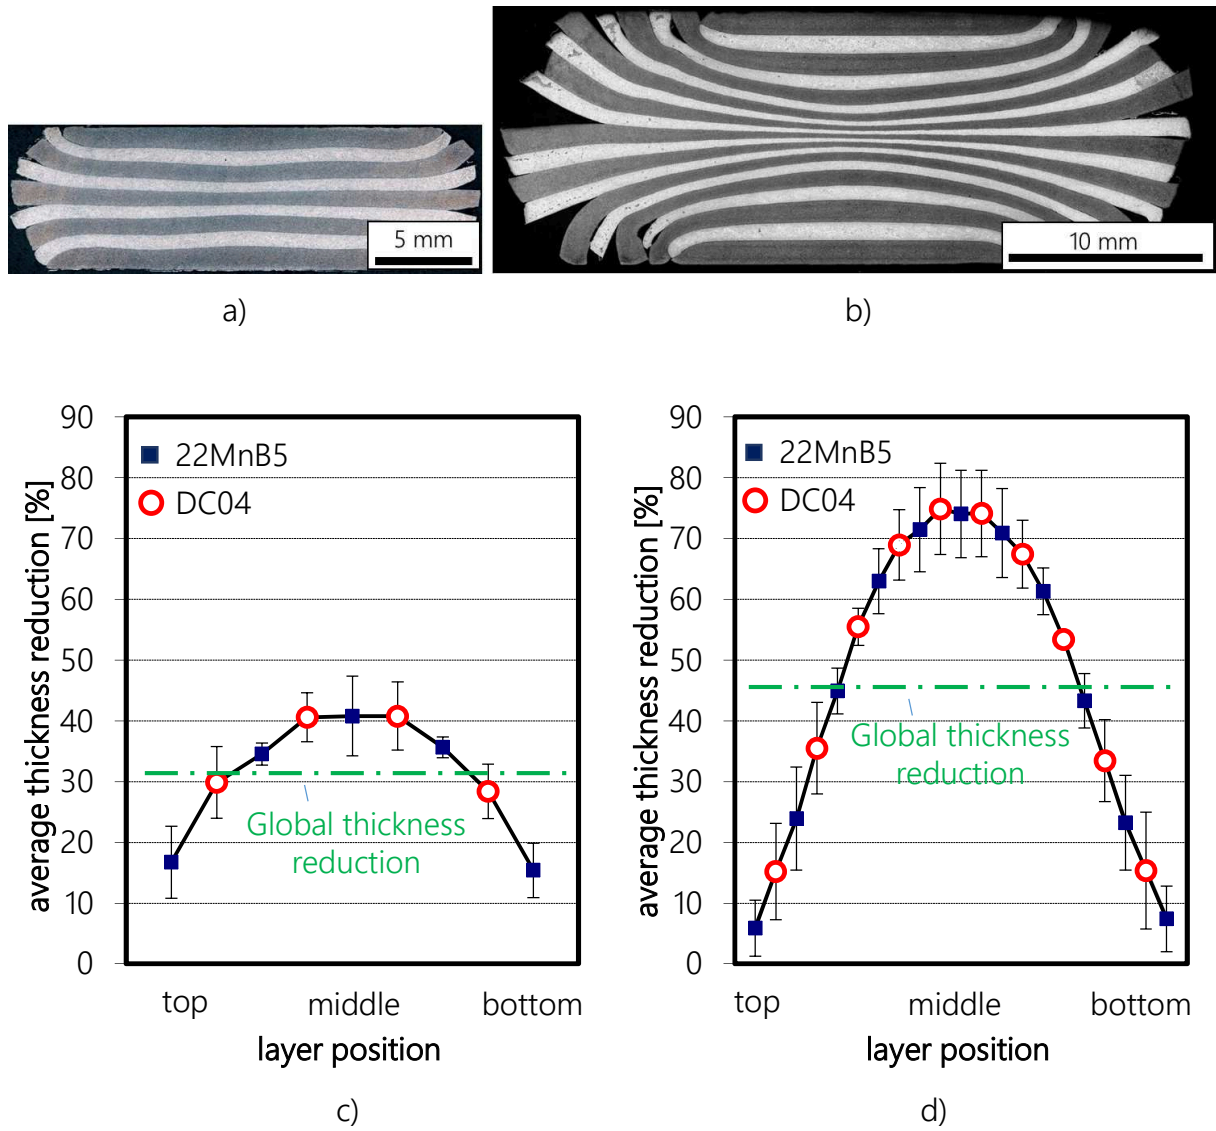 5 mm
10 mm
a)
b)
90
80
70
60
50
40
30
20
10
0
average thickness reduction [%]
22MnB5
DC04
Global thickness
reduction
top
middle
bottom
layer position
c)
90
80
70
60
50
40
30
20
10
0
average thickness reduction [%]
22MnB5
DC04
Global thickness
reduction
top
middle
bottom
layer position
d)